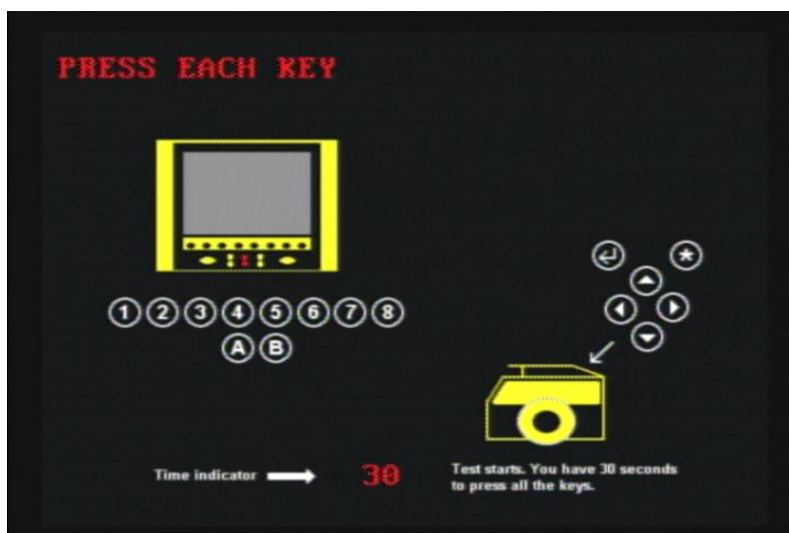 PRESS EACH KEY
1 2 3 4 5 6 7 8
A B
Time indicator
30
Test starts. You have 30 seconds
to press all the keys.